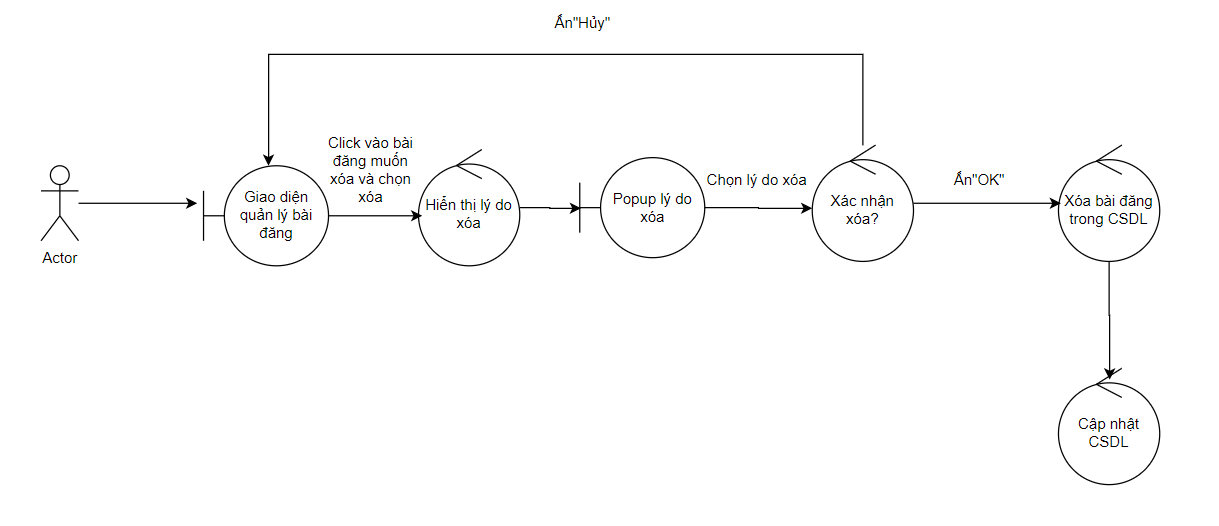 Ấn"Hủy"
Click vào bài
đăng muốn
xóa và chọn
xóa
Giao diện
quản lý bài
đăng
Hiển thị lý do
xóa
Popup lý do
xóa
Chọn lý do xóa
Xác nhận
xóa?
Ấn"OK"
Xóa bài đăng
trong CSDL
Actor
Cập nhật
CSDL